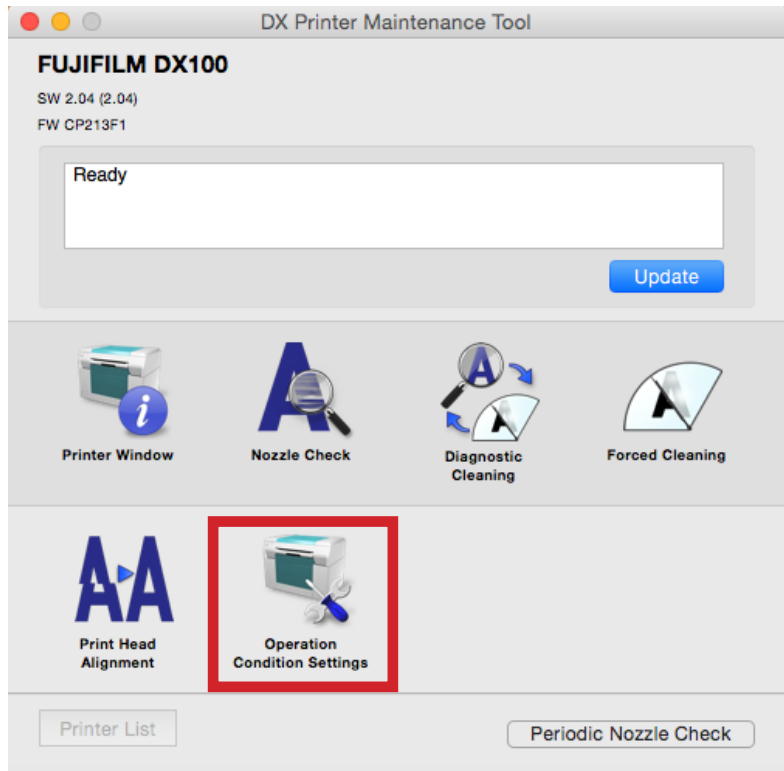 DX Printer Maintenance Tool
FUJIFILM DX100
SW 2.04 (2.04)
FW CP213F1
Ready
Update
Printer Window
Nozzle Check
Diagnostic
Cleaning
Forced Cleaning
Print Head
Alignment
Operation
Condition Settings
Printer List
Periodic Nozzle Check